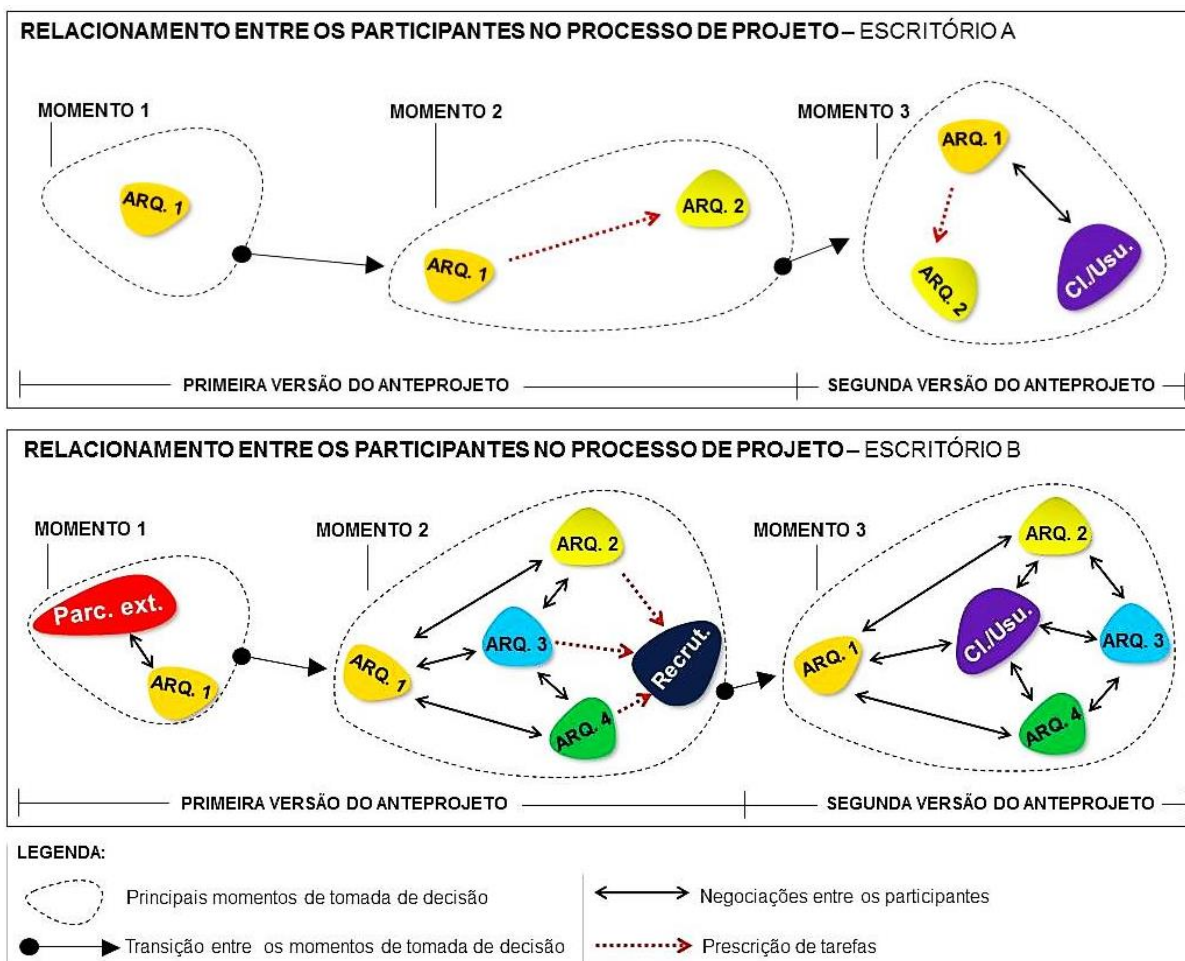 RELACIONAMENTO ENTRE OS PARTICIPANTES NO PROCESSO DE PROJETO – ESCRITÓRIO A
MOMENTO 1
MOMENTO 2
MOMENTO 3
ARQ. 1
ARQ. 1
ARQ. 2
ARQ. 1
ARQ. 2
Cl./Usu.
PRIMEIRA VERSÃO DO ANTEPROJETO
SEGUNDA VERSÃO DO ANTEPROJETO
RELACIONAMENTO ENTRE OS PARTICIPANTES NO PROCESSO DE PROJETO – ESCRITÓRIO B
MOMENTO 1
MOMENTO 2
MOMENTO 3
Parc. ext.
ARQ. 1
ARQ. 2
ARQ. 3
ARQ. 1
ARQ. 4
Recrut.
ARQ. 2
Cl./Usu.
ARQ. 3
ARQ. 1
ARQ. 4
PRIMEIRA VERSÃO DO ANTEPROJETO
SEGUNDA VERSÃO DO ANTEPROJETO
LEGENDA:
Principais momentos de tomada de decisão
Negociações entre os participantes
Transição entre os momentos de tomada de decisão
Prescrição de tarefas